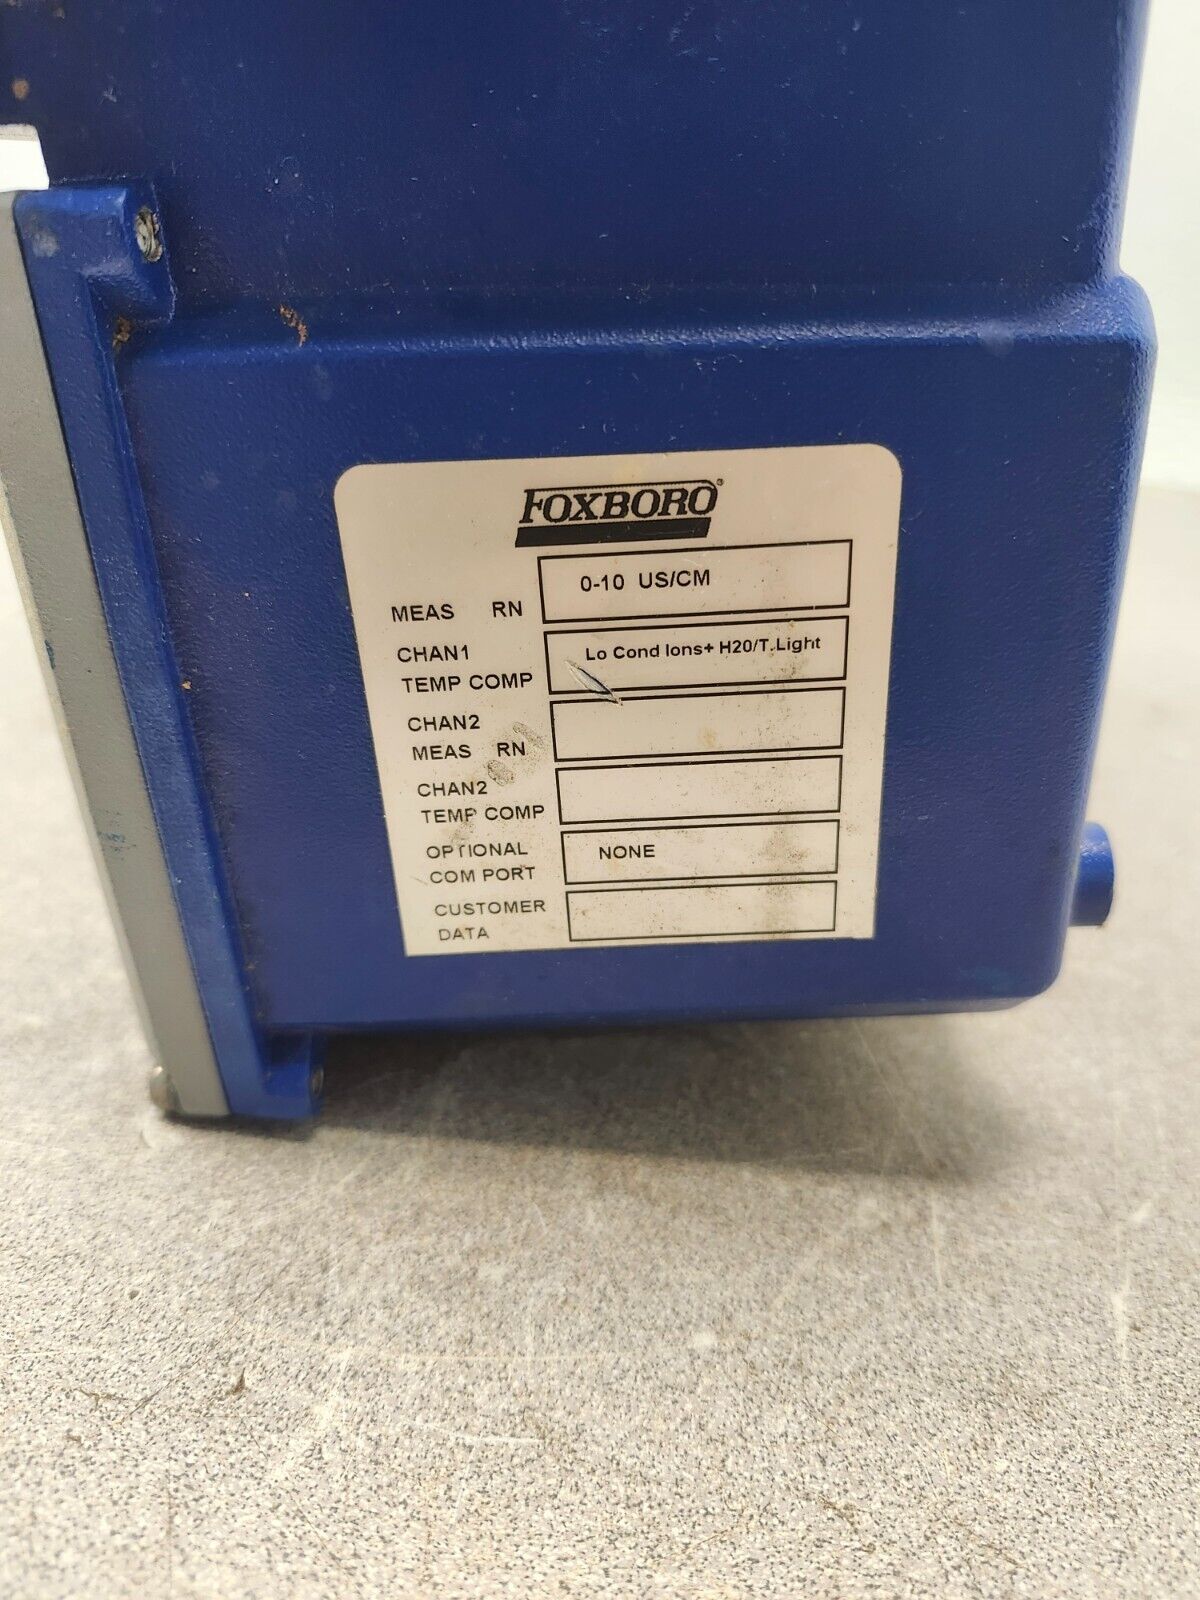 FOXBORO®
MEAS RN 0-10 US/CM
CHAN1 Lo Cond Ions+ H20/T.Light
TEMP COMP
CHAN2
MEAS RN
CHAN2
TEMP COMP
OPTIONAL NONE
COM PORT
CUSTOMER
DATA